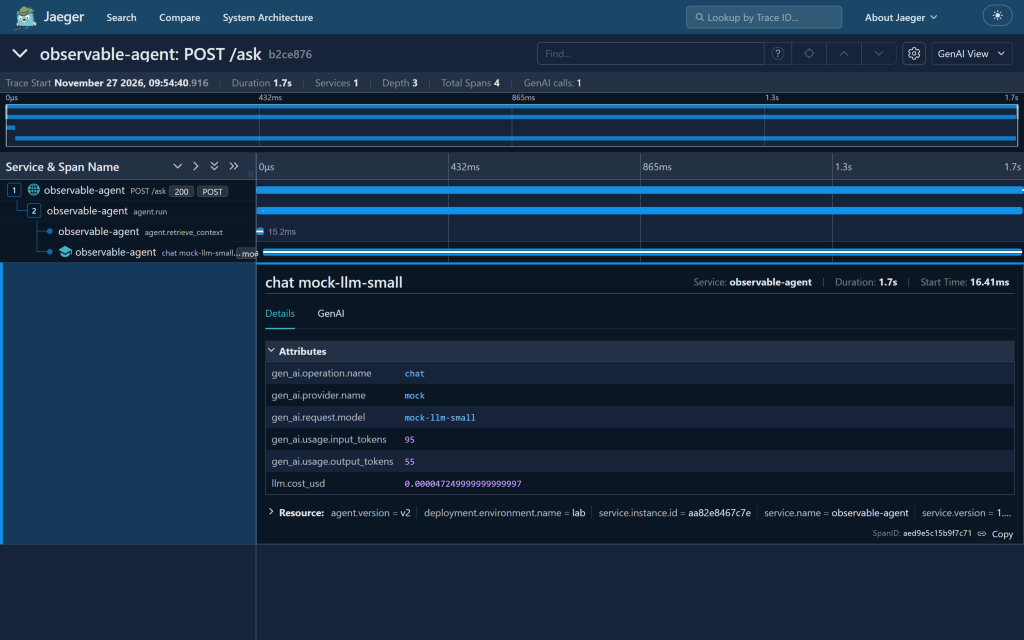 Jaeger Search Compare System Architecture Lookup by Trace ID... About Jaeger
observable-agent: POST /ask b2ce876 Find... ? GenAI View
Trace Start November 27 2026, 09:54:40.916 Duration 1.7s Services 1 Depth 3 Total Spans 4 GenAI calls: 1
0μs 432ms 865ms 1.3s 1.7s
Service & Span Name 0μs 432ms 865ms 1.3s 1.7s
1 observable-agent POST /ask 200 POST
2 observable-agent agent.run
observable-agent agent.retrieve_context 15.2ms
observable-agent chat mock-llm-small... moc
chat mock-llm-small Service: observable-agent Duration: 1.7s Start Time: 16.41ms
Details GenAI
Attributes
gen_ai.operation.name chat
gen_ai.provider.name mock
gen_ai.request.model mock-llm-small
gen_ai.usage.input_tokens 95
gen_ai.usage.output_tokens 55
llm.cost_usd 0.000047249999999999997
Resource: agent.version = v2 deployment.environment.name = lab service.instance.id = aa82e8467c7e service.name = observable-agent service.version = 1....
SpanID: aed9e5c15b9f7c71 Copy